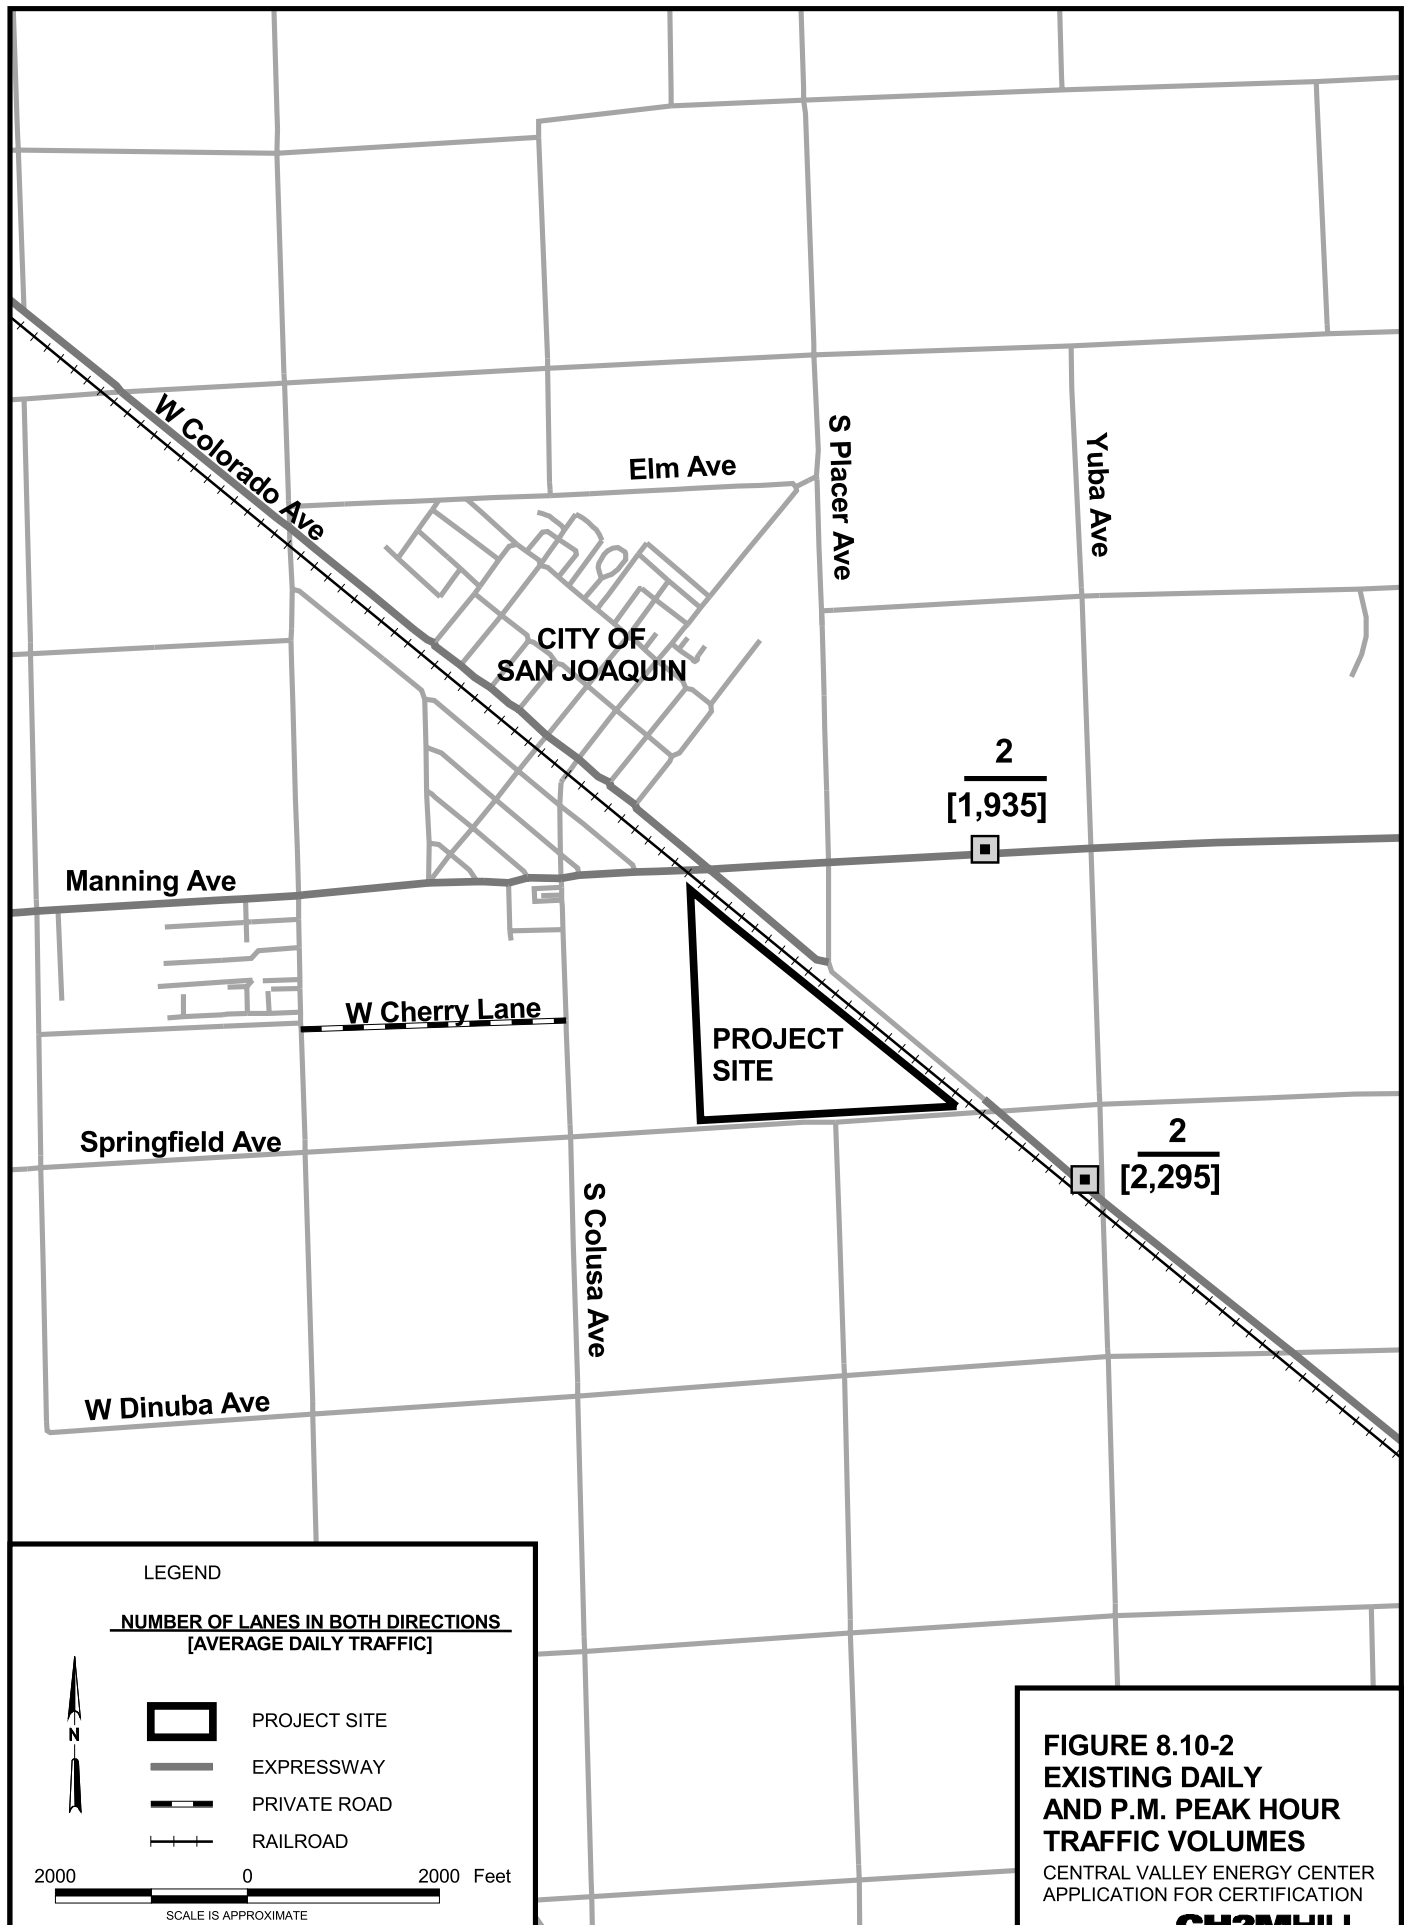 W Colorado Ave
Elm Ave
S Placer Ave
Yuba Ave
CITY OF
SAN JOAQUIN
2
[1,935]
Manning Ave
W Cherry Lane
PROJECT
SITE
Springfield Ave
2
[2,295]
S Colusa Ave
W Dinuba Ave
LEGEND
NUMBER OF LANES IN BOTH DIRECTIONS
[AVERAGE DAILY TRAFFIC]
N
PROJECT SITE
EXPRESSWAY
PRIVATE ROAD
RAILROAD
2000 0 2000 Feet
SCALE IS APPROXIMATE
FIGURE 8.10-2
EXISTING DAILY
AND P.M. PEAK HOUR
TRAFFIC VOLUMES
CENTRAL VALLEY ENERGY CENTER
APPLICATION FOR CERTIFICATION
CH2MHILL